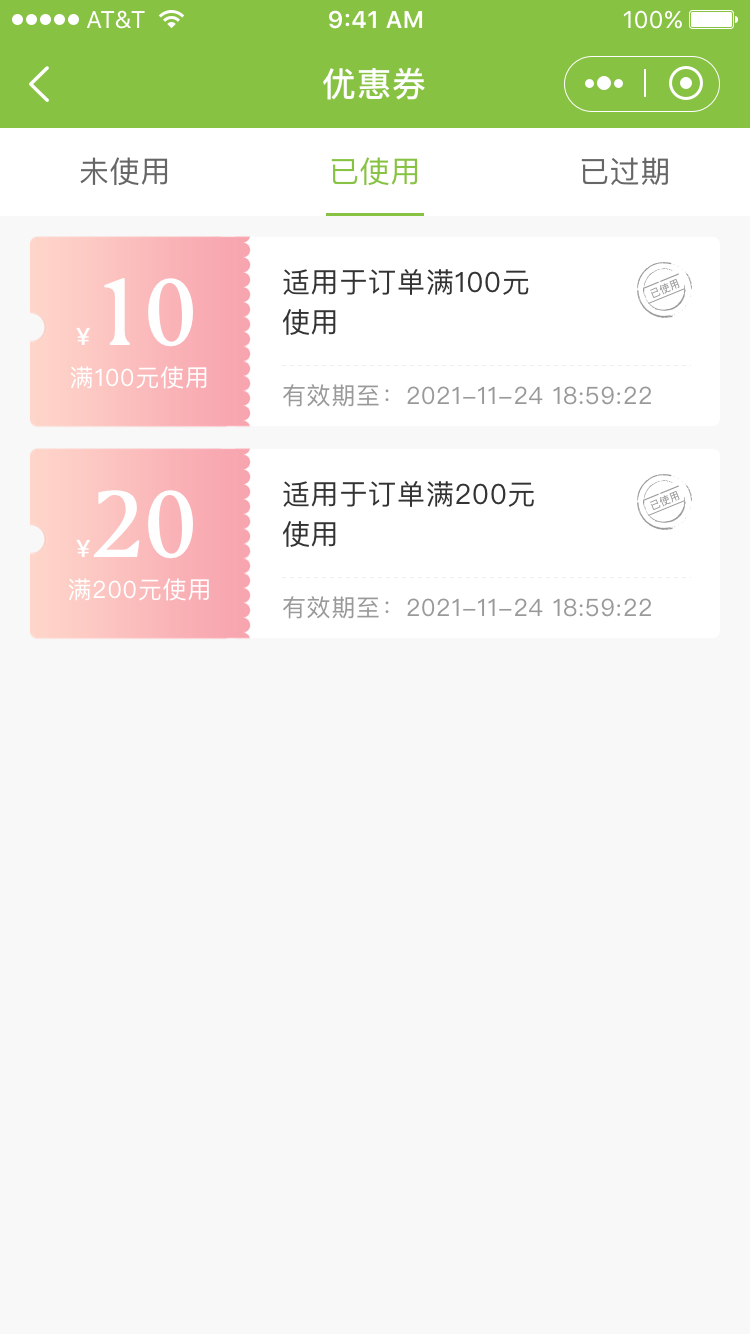 AT&T 9:41 AM 100%
优惠券
未使用 已使用 已过期
¥10
满100元使用
适用于订单满100元
使用
已使用
有效期至：2021-11-24 18:59:22
¥20
满200元使用
适用于订单满200元
使用
已使用
有效期至：2021-11-24 18:59:22